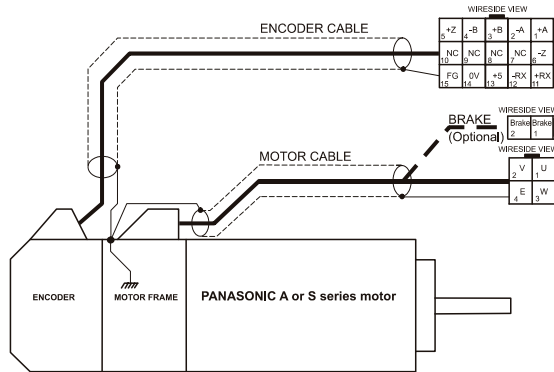 WIRESIDE VIEW
ENCODER CABLE
+Z -B +B -A +A
5 4 3 2 1
NC NC NC NC -Z
10 9 8 7 6
FG 0V +5 -RX +RX
15 14 13 12 11
WIRESIDE VIEW
BRAKE
(Optional)
Brake Brake
2 1
WIRESIDE VIEW
MOTOR CABLE
V U
2 1
E W
4 3
ENCODER
MOTOR FRAME
PANASONIC A or S series motor